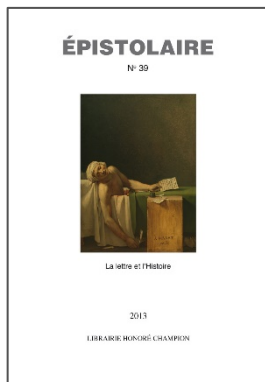 ÉPISTOLAIRE
N° 39
La lettre et l'Histoire
2013
LIBRAIRIE HONORÉ CHAMPION